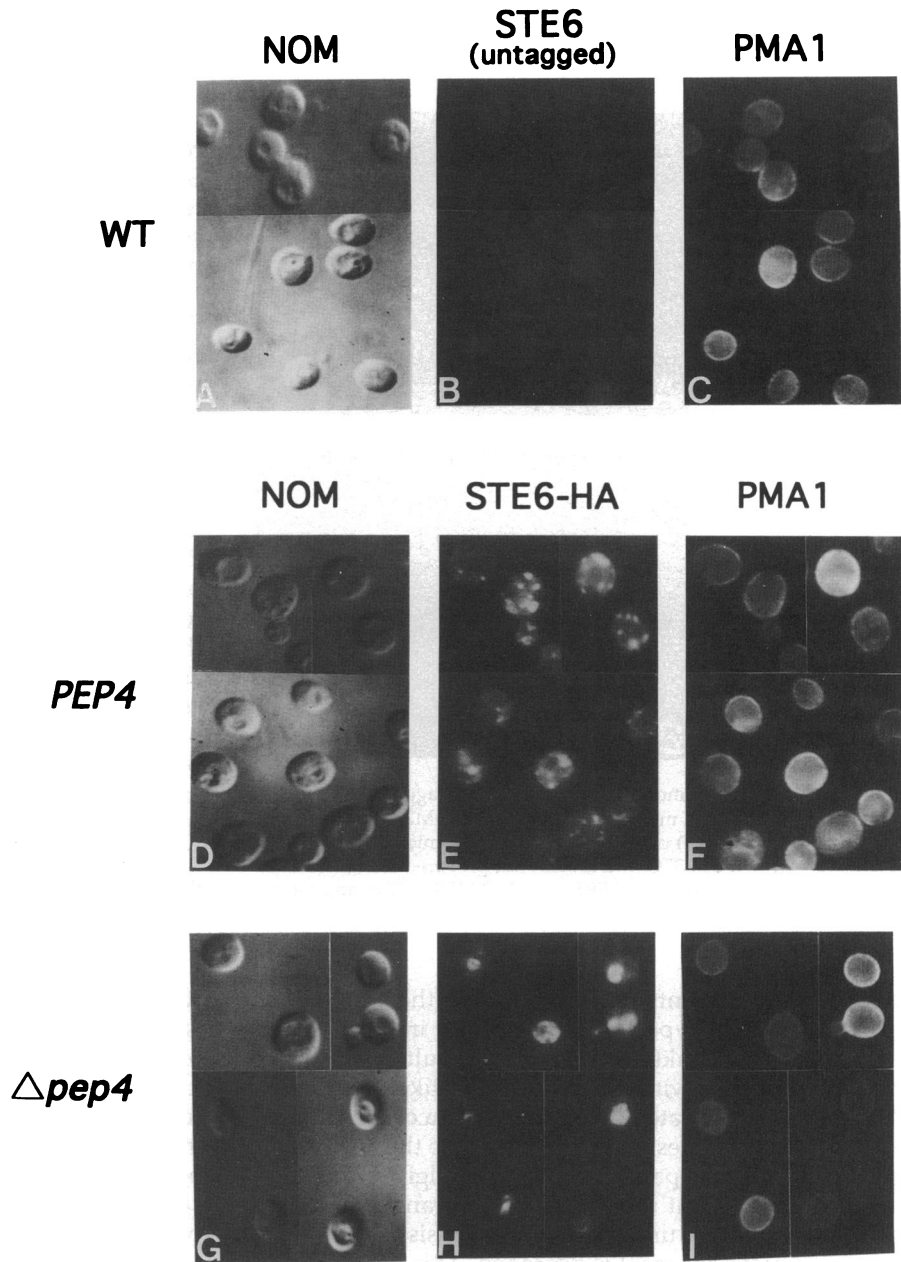 NOM
STE6
(untagged)
PMA1
WT
A
B
C
NOM
STE6-HA
PMA1
PEP4
D
E
F
△pep4
G
H
I